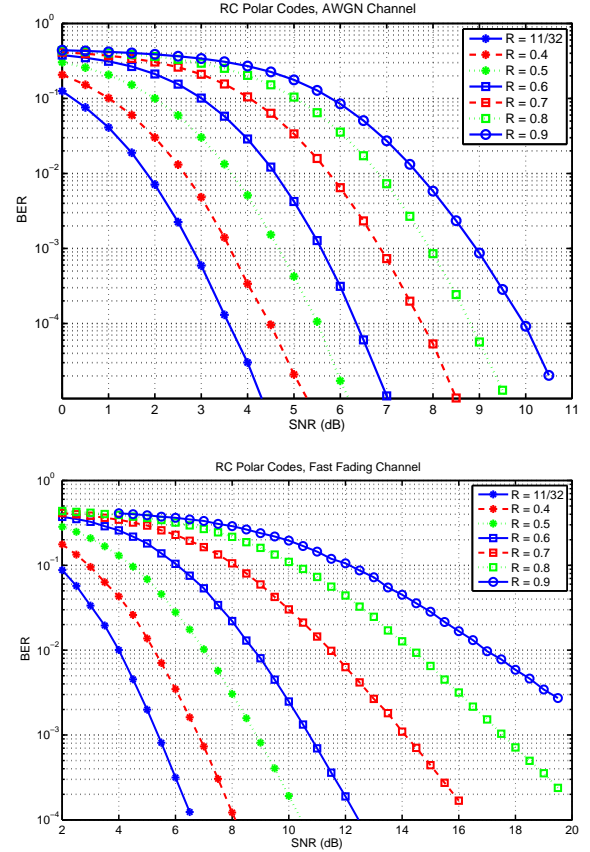 RC Polar Codes, AWGN Channel
10^0
10^-1
10^-2
10^-3
10^-4
BER
R = 11/32
R = 0.4
R = 0.5
R = 0.6
R = 0.7
R = 0.8
R = 0.9
0 1 2 3 4 5 6 7 8 9 10 11
SNR (dB)
RC Polar Codes, Fast Fading Channel
10^0
10^-1
10^-2
10^-3
10^-4
BER
R = 11/32
R = 0.4
R = 0.5
R = 0.6
R = 0.7
R = 0.8
R = 0.9
2 4 6 8 10 12 14 16 18 20
SNR (dB)